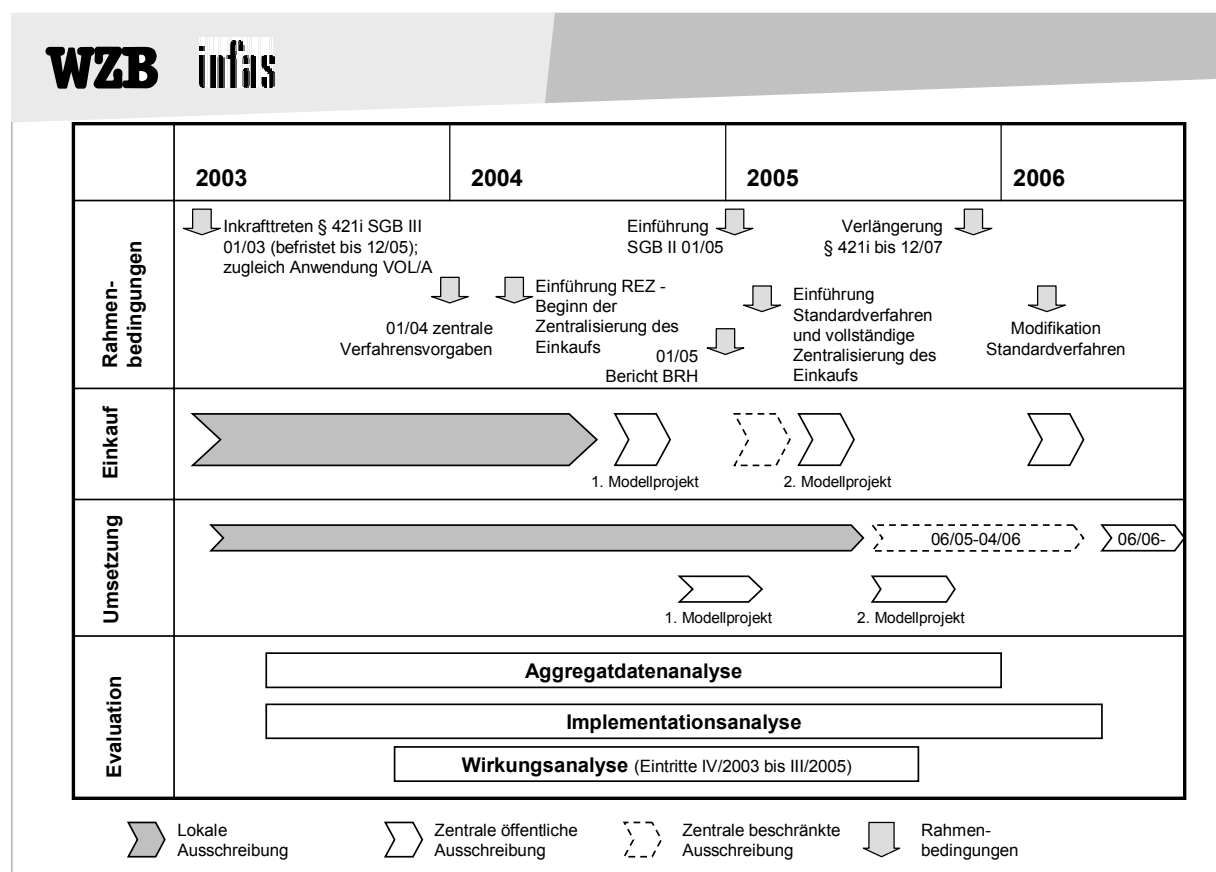 WZB infas
2003 2004 2005 2006
Rahmen-
bedingungen
Inkrafttreten § 421i SGB III
01/03 (befristet bis 12/05);
zugleich Anwendung VOL/A
01/04 zentrale
Verfahrensvorgaben
Einführung REZ -
Beginn der
Zentralisierung des
Einkaufs
Einführung
SGB II 01/05
01/05
Bericht BRH
Einführung
Standardverfahren
und vollständige
Zentralisierung des
Einkaufs
Verlängerung
§ 421i bis 12/07
Modifikation
Standardverfahren
Einkauf
1. Modellprojekt
2. Modellprojekt
Umsetzung
06/05-04/06
06/06-
1. Modellprojekt
2. Modellprojekt
Evaluation
Aggregatdatenanalyse
Implementationsanalyse
Wirkungsanalyse (Eintritte IV/2003 bis III/2005)
Lokale
Ausschreibung
Zentrale öffentliche
Ausschreibung
Zentrale beschränkte
Ausschreibung
Rahmen-
bedingungen